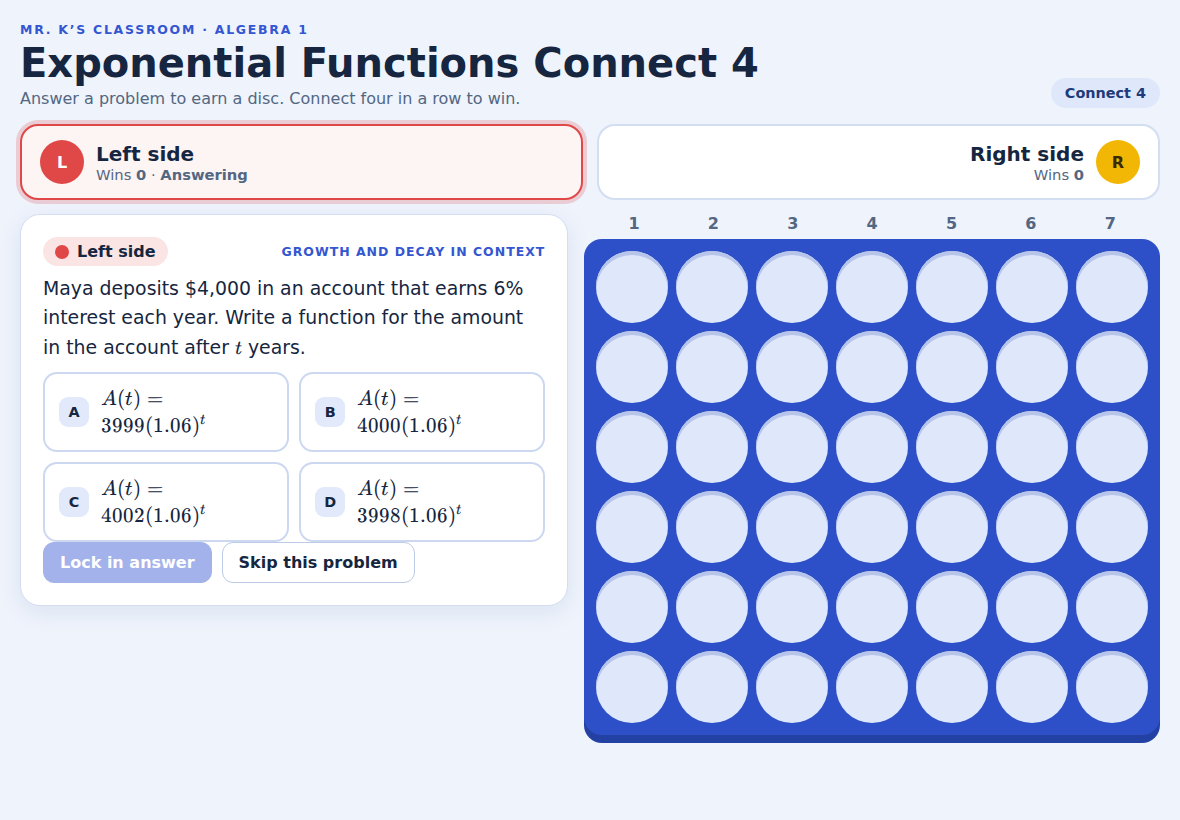 MR. K’S CLASSROOM · ALGEBRA 1
Exponential Functions Connect 4
Answer a problem to earn a disc. Connect four in a row to win.
Connect 4
L
Left side
Wins 0 · Answering
Right side
Wins 0
R
Left side
GROWTH AND DECAY IN CONTEXT
Maya deposits $4,000 in an account that earns 6%
interest each year. Write a function for the amount
in the account after t years.
A
A(t) =
3999(1.06)^t
B
A(t) =
4000(1.06)^t
C
A(t) =
4002(1.06)^t
D
A(t) =
3998(1.06)^t
Lock in answer
Skip this problem
1 2 3 4 5 6 7